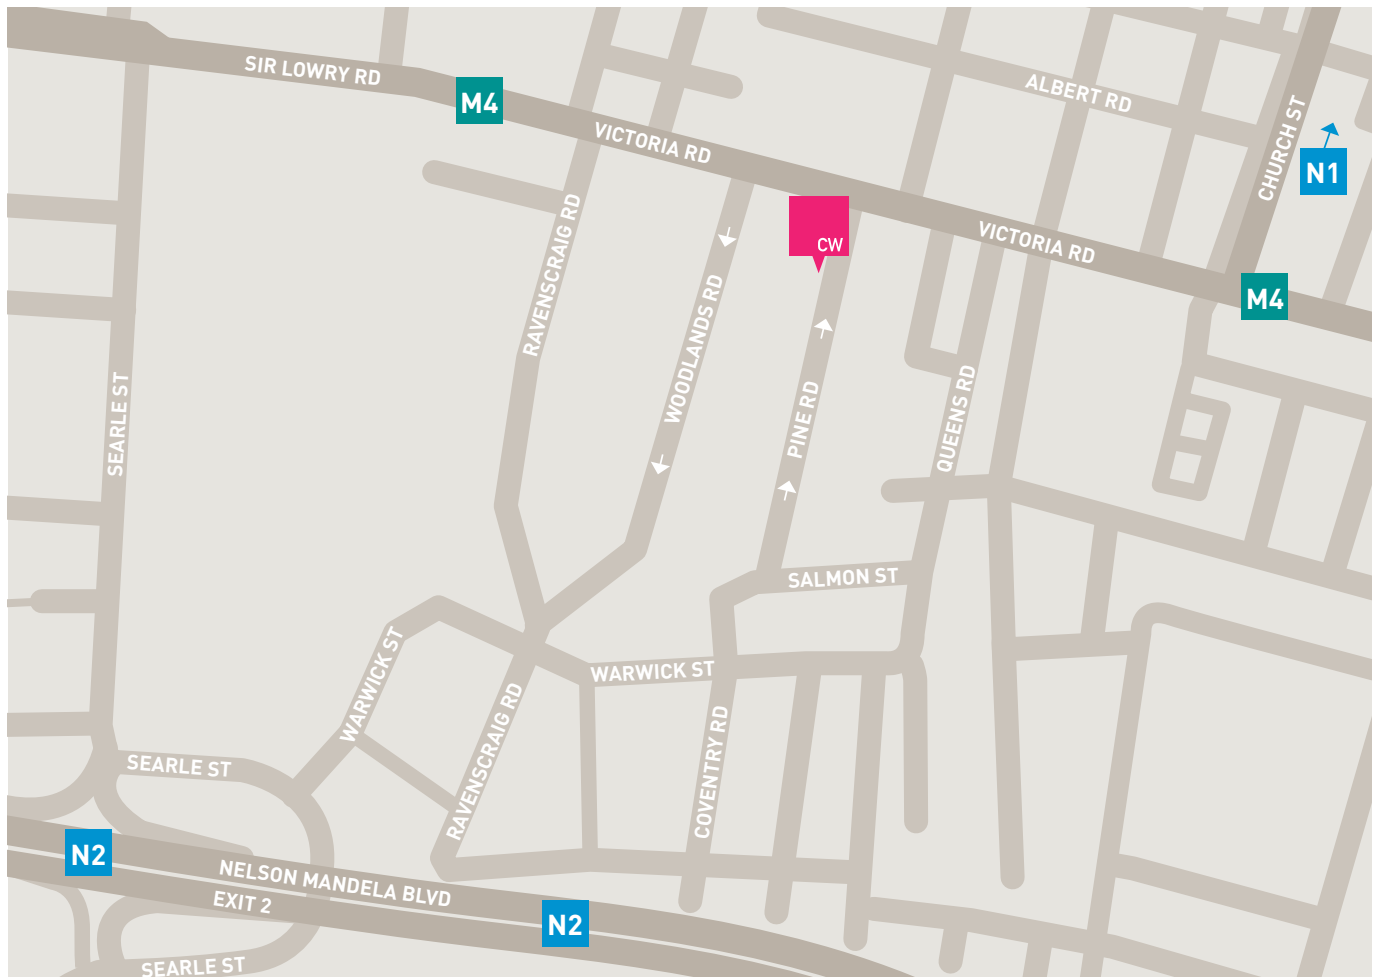 SIR LOWRY RD
M4
VICTORIA RD
ALBERT RD
CHURCH ST
N1
RAVENSCRAIG RD
WOODLANDS RD
CW
VICTORIA RD
M4
SEARLE ST
PINE RD
QUEENS RD
SALMON ST
WARWICK ST
WARWICK ST
RAVENSCRAIG RD
COVENTRY RD
SEARLE ST
N2
NELSON MANDELA BLVD
EXIT 2
N2
SEARLE ST